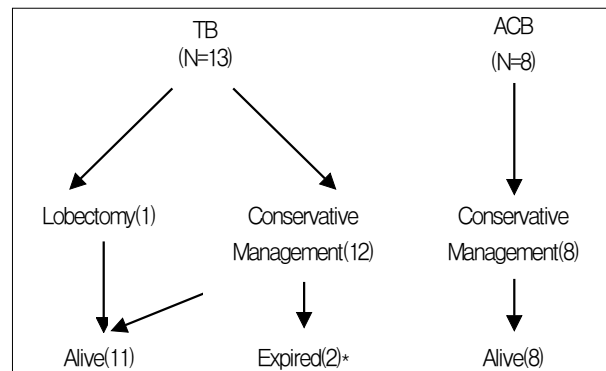 TB
(N=13)
ACB
(N=8)
Lobectomy(1)
Conservative
Management(12)
Conservative
Management(8)
Alive(11)
Expired(2)*
Alive(8)